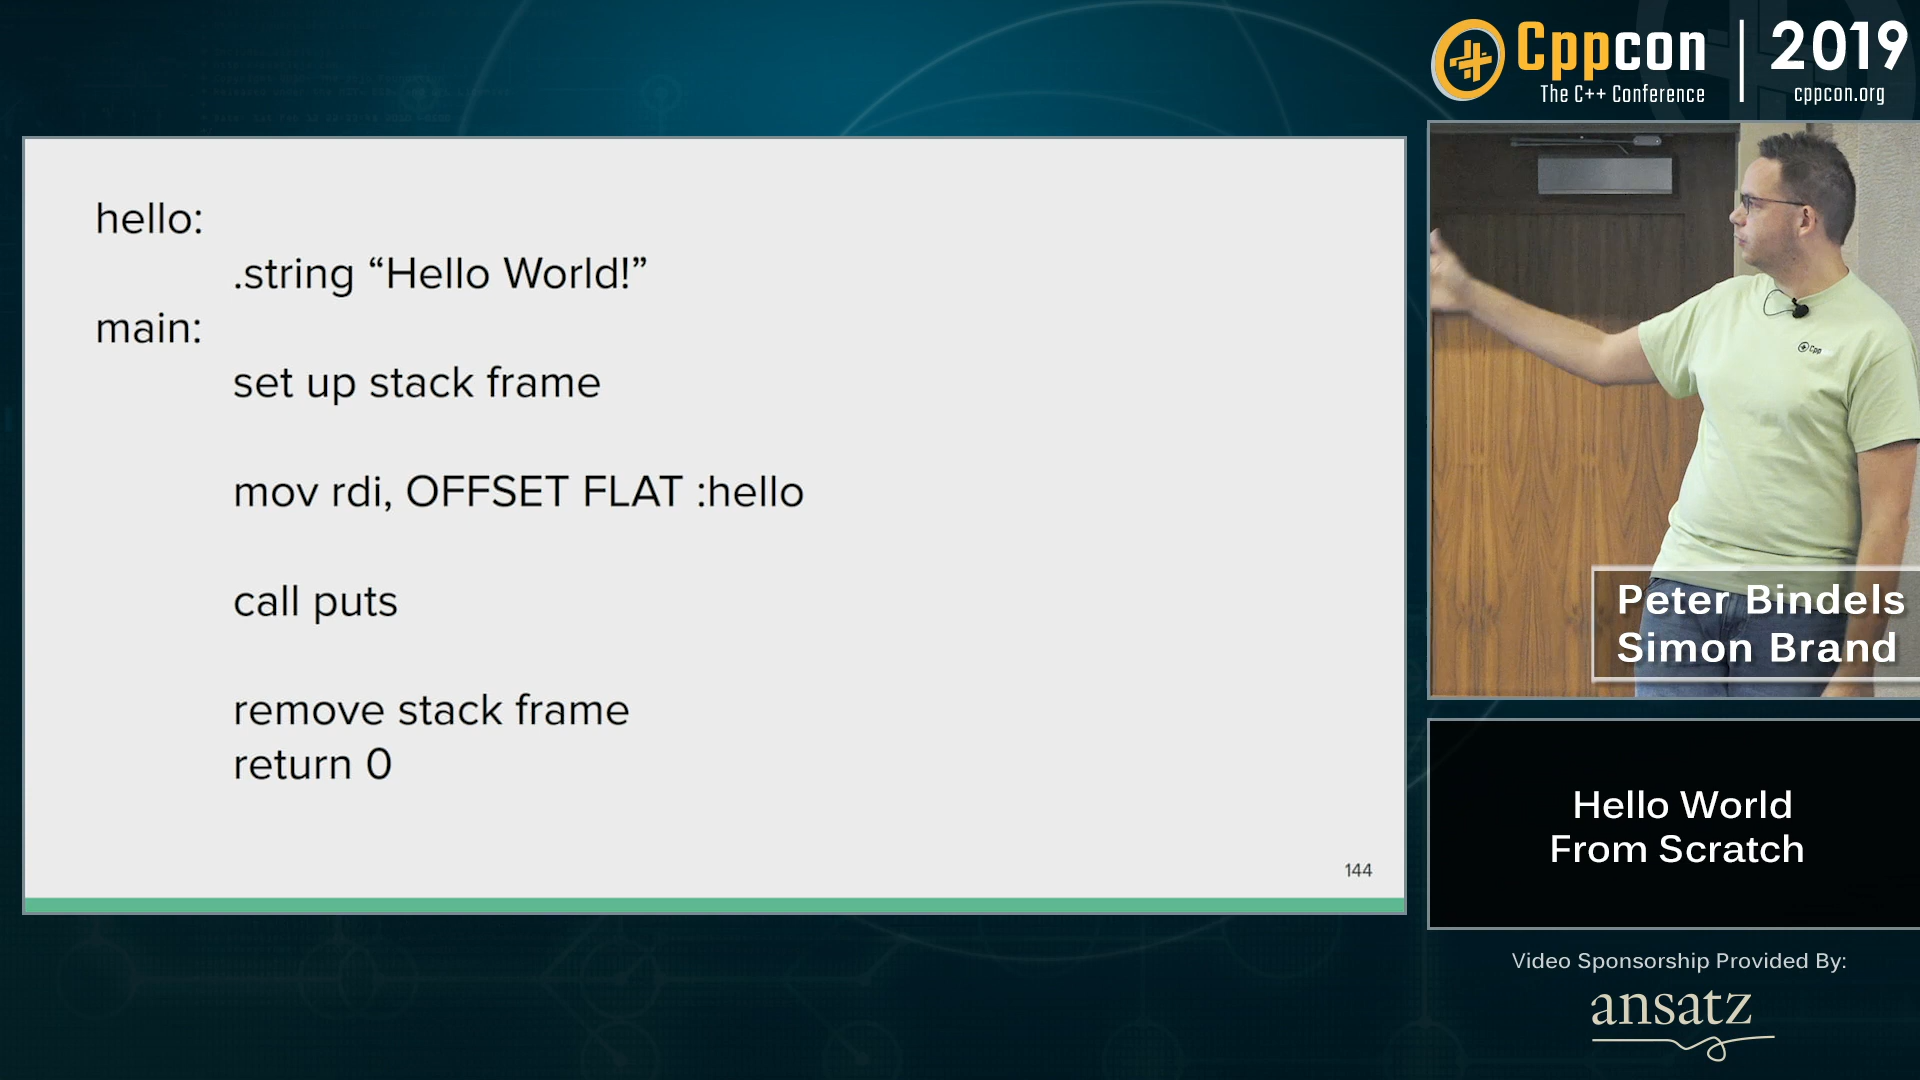 Cppcon
The C++ Conference
2019
cppcon.org
hello:
.string “Hello World!”
main:
set up stack frame
mov rdi, OFFSET FLAT :hello
call puts
remove stack frame
return 0
144
Cpp
Peter Bindels
Simon Brand
Hello World
From Scratch
Video Sponsorship Provided By:
ansatz